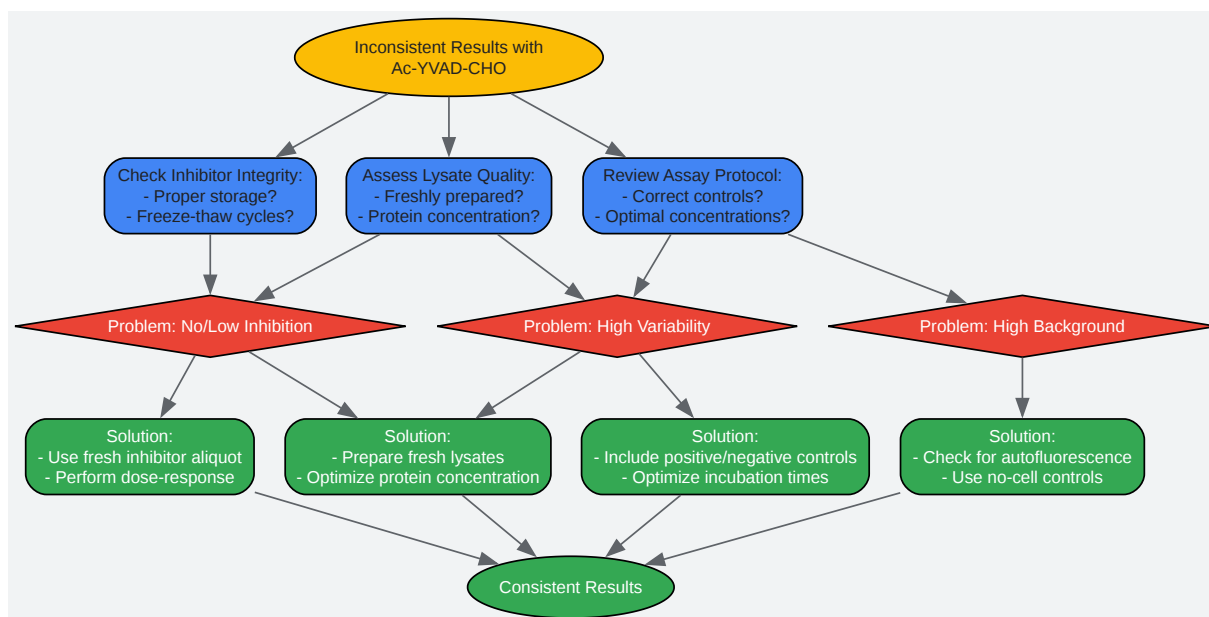 Inconsistent Results with
Ac-YVAD-CHO
Check Inhibitor Integrity:
- Proper storage?
- Freeze-thaw cycles?
Assess Lysate Quality:
- Freshly prepared?
- Protein concentration?
Review Assay Protocol:
- Correct controls?
- Optimal concentrations?
Problem: No/Low Inhibition
Problem: High Variability
Problem: High Background
Solution:
- Use fresh inhibitor aliquot
- Perform dose-response
Solution:
- Prepare fresh lysates
- Optimize protein concentration
Solution:
- Include positive/negative controls
- Optimize incubation times
Solution:
- Check for autofluorescence
- Use no-cell controls
Consistent Results